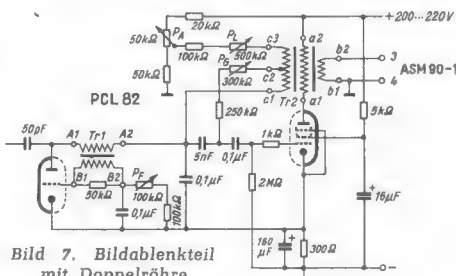 20kΩ
+200...220V
50kΩ
PA
100kΩ
PL
500kΩ
c3
a2
b2
3
PG
300kΩ
c2
4
ASM 90-1
50kΩ
c1
Tr2
a1
b1
PCL 82
250kΩ
5kΩ
50pF
A1
Tr1
A2
5nF
0,1µF
1kΩ
B1
B2
PF
50kΩ
100kΩ
0,1µF
2MΩ
+
16µF
0,1µF
100kΩ
160µF
+
300Ω
−
Bild 7. Bildablenkteil
mit Doppelröhre